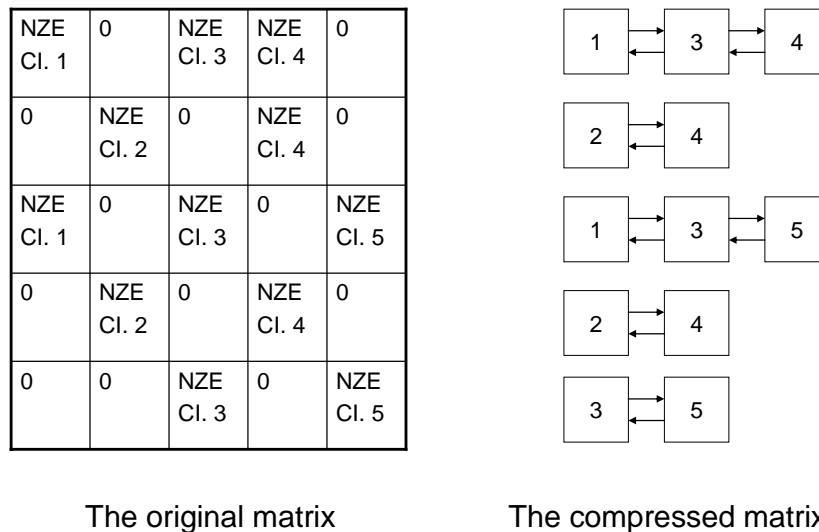 NZE 0 NZE NZE 0
Cl. 1 Cl. 3 Cl. 4
0 NZE 0 NZE 0
Cl. 2 Cl. 4
NZE 0 NZE 0 NZE
Cl. 1 Cl. 3 Cl. 5
0 NZE 0 NZE 0
Cl. 2 Cl. 4
0 0 NZE 0 NZE
Cl. 3 Cl. 5
The original matrix
1 3 4
2 4
1 3 5
2 4
3 5
The compressed matrix